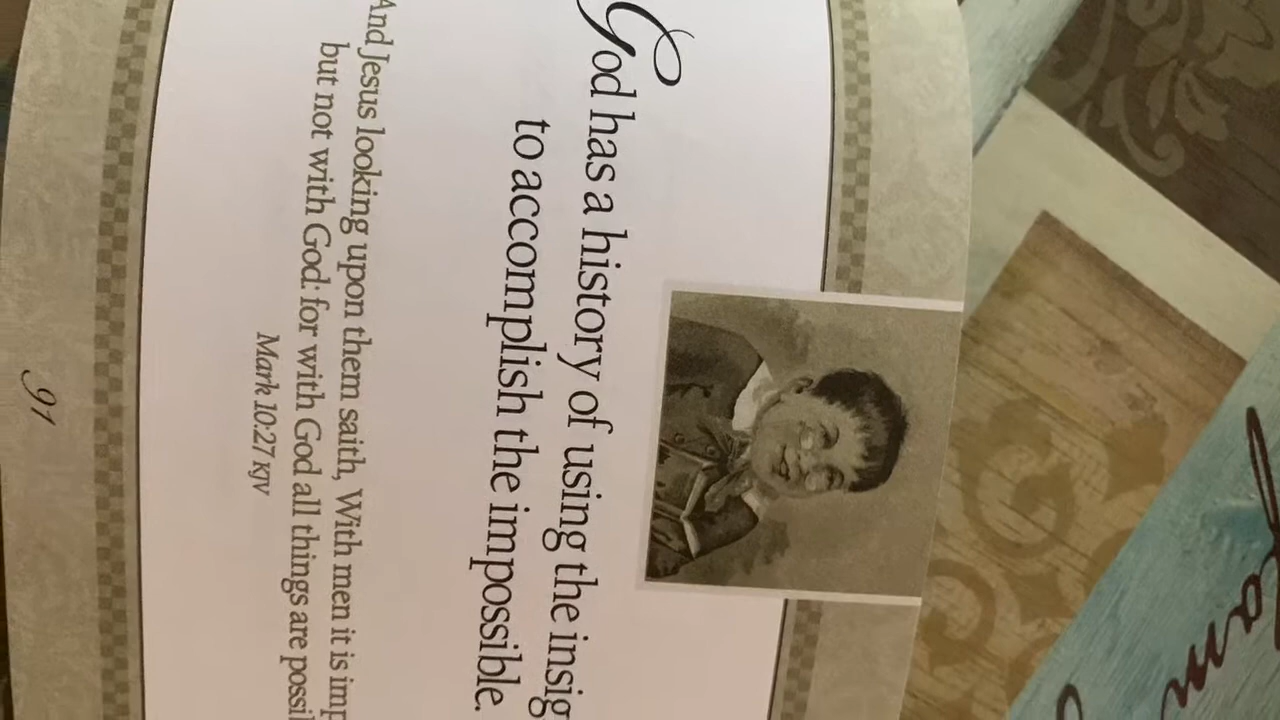 God has a history of using the insig
to accomplish the impossible.
And Jesus looking upon them saith, With men it is imp
but not with God: for with God all things are possi
Mark 10:27 KJV
91